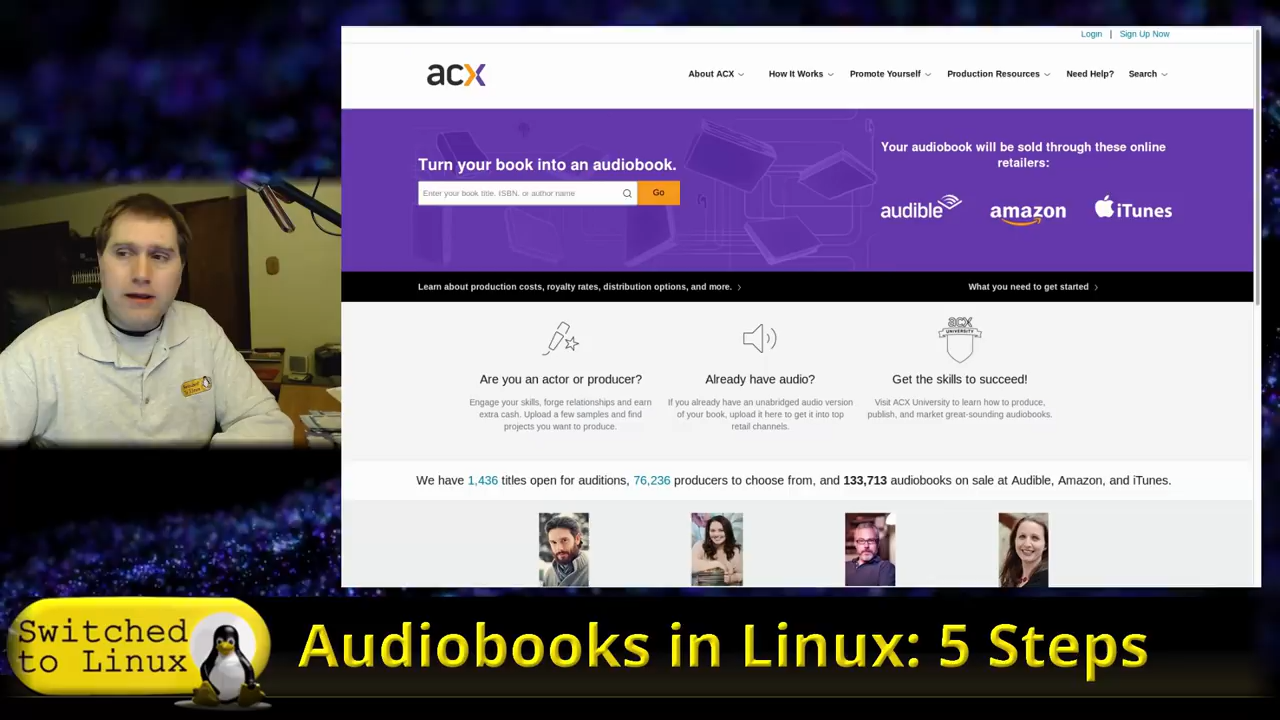 Login | Sign Up Now
acx
About ACX How It Works Promote Yourself Production Resources Need Help? Search
Turn your book into an audiobook.
Enter your book title, ISBN, or author name
Go
Your audiobook will be sold through these online
retailers:
audible amazon iTunes
Learn about production costs, royalty rates, distribution options, and more.
What you need to get started
acx
UNIVERSITY
Are you an actor or producer?
Engage your skills, forge relationships and earn
extra cash. Upload a few samples and find
projects you want to produce.
Already have audio?
If you already have an unabridged audio version
of your book, upload it here to get it into top
retail channels.
Get the skills to succeed!
Visit ACX University to learn how to produce,
publish, and market great-sounding audiobooks.
We have 1,436 titles open for auditions, 76,236 producers to choose from, and 133,713 audiobooks on sale at Audible, Amazon, and iTunes.
Switched
to Linux
Audiobooks in Linux: 5 Steps